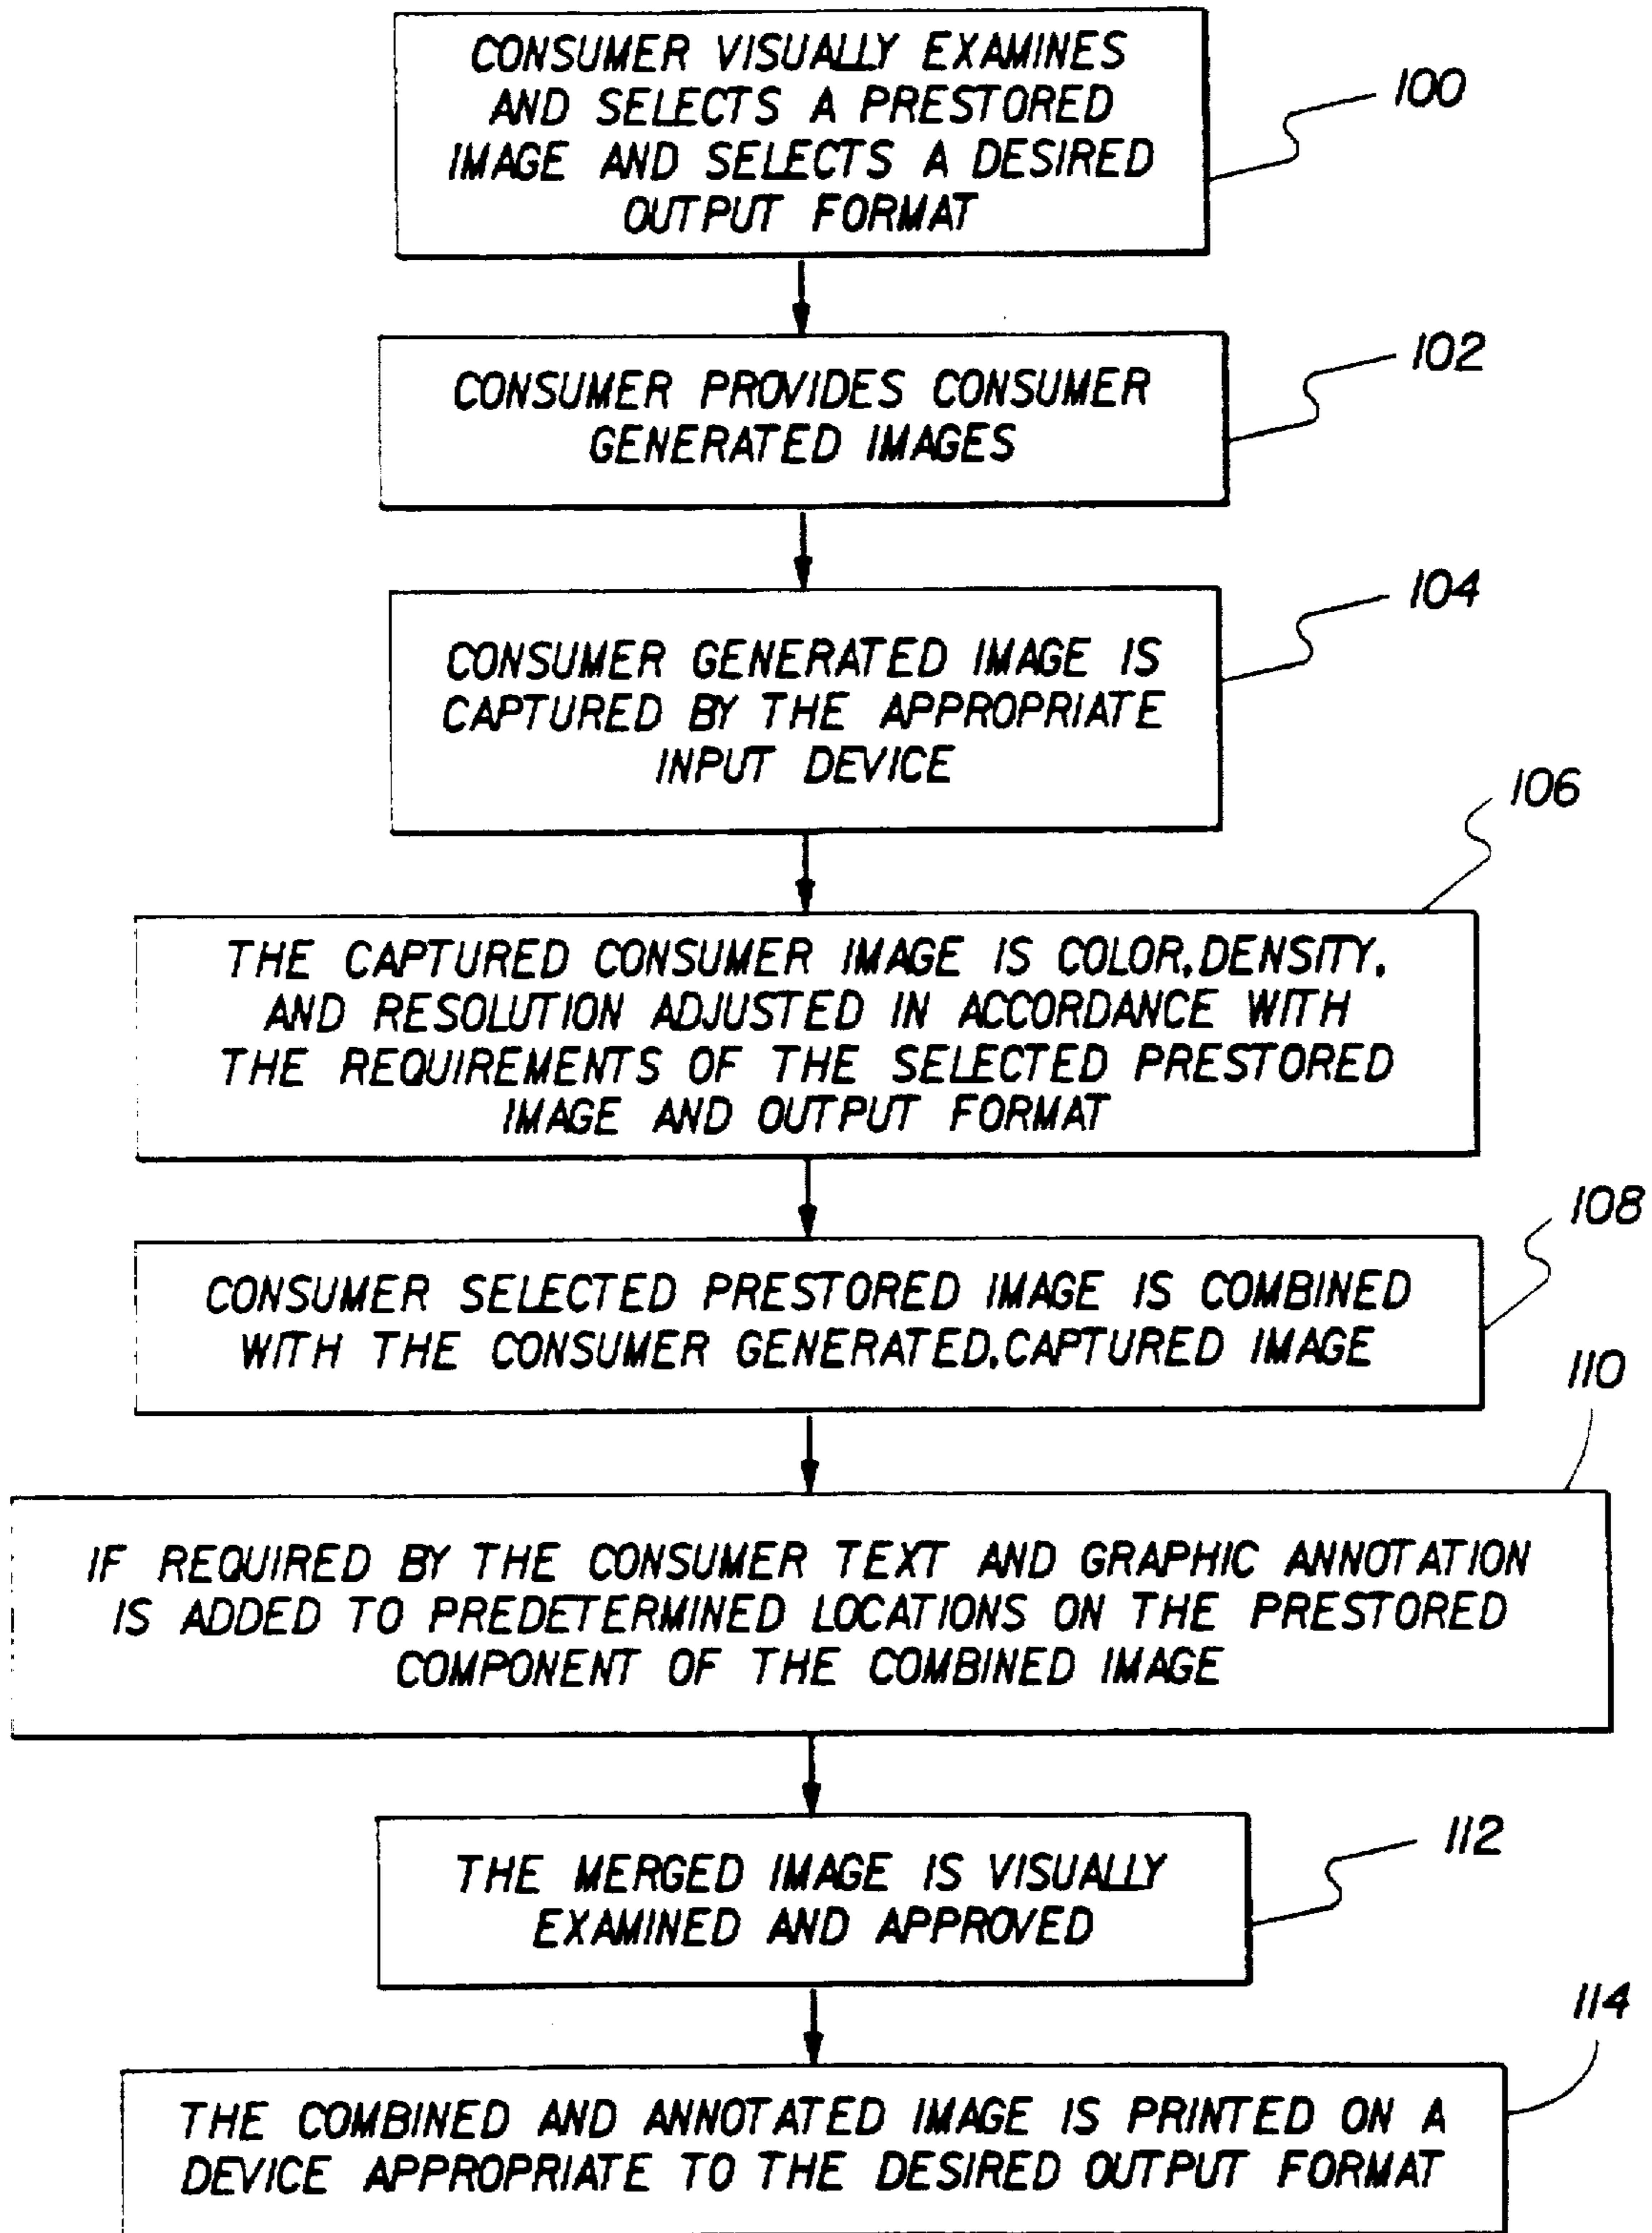 CONSUMER VISUALLY EXAMINES
AND SELECTS A PRESTORED
IMAGE AND SELECTS A DESIRED
OUTPUT FORMAT
100
CONSUMER PROVIDES CONSUMER
GENERATED IMAGES
102
CONSUMER GENERATED IMAGE IS
CAPTURED BY THE APPROPRIATE
INPUT DEVICE
104
THE CAPTURED CONSUMER IMAGE IS COLOR,DENSITY,
AND RESOLUTION ADJUSTED IN ACCORDANCE WITH
THE REQUIREMENTS OF THE SELECTED PRESTORED
IMAGE AND OUTPUT FORMAT
106
CONSUMER SELECTED PRESTORED IMAGE IS COMBINED
WITH THE CONSUMER GENERATED,CAPTURED IMAGE
108
IF REQUIRED BY THE CONSUMER TEXT AND GRAPHIC ANNOTATION
IS ADDED TO PREDETERMINED LOCATIONS ON THE PRESTORED
COMPONENT OF THE COMBINED IMAGE
110
THE MERGED IMAGE IS VISUALLY
EXAMINED AND APPROVED
112
THE COMBINED AND ANNOTATED IMAGE IS PRINTED ON A
DEVICE APPROPRIATE TO THE DESIRED OUTPUT FORMAT
114